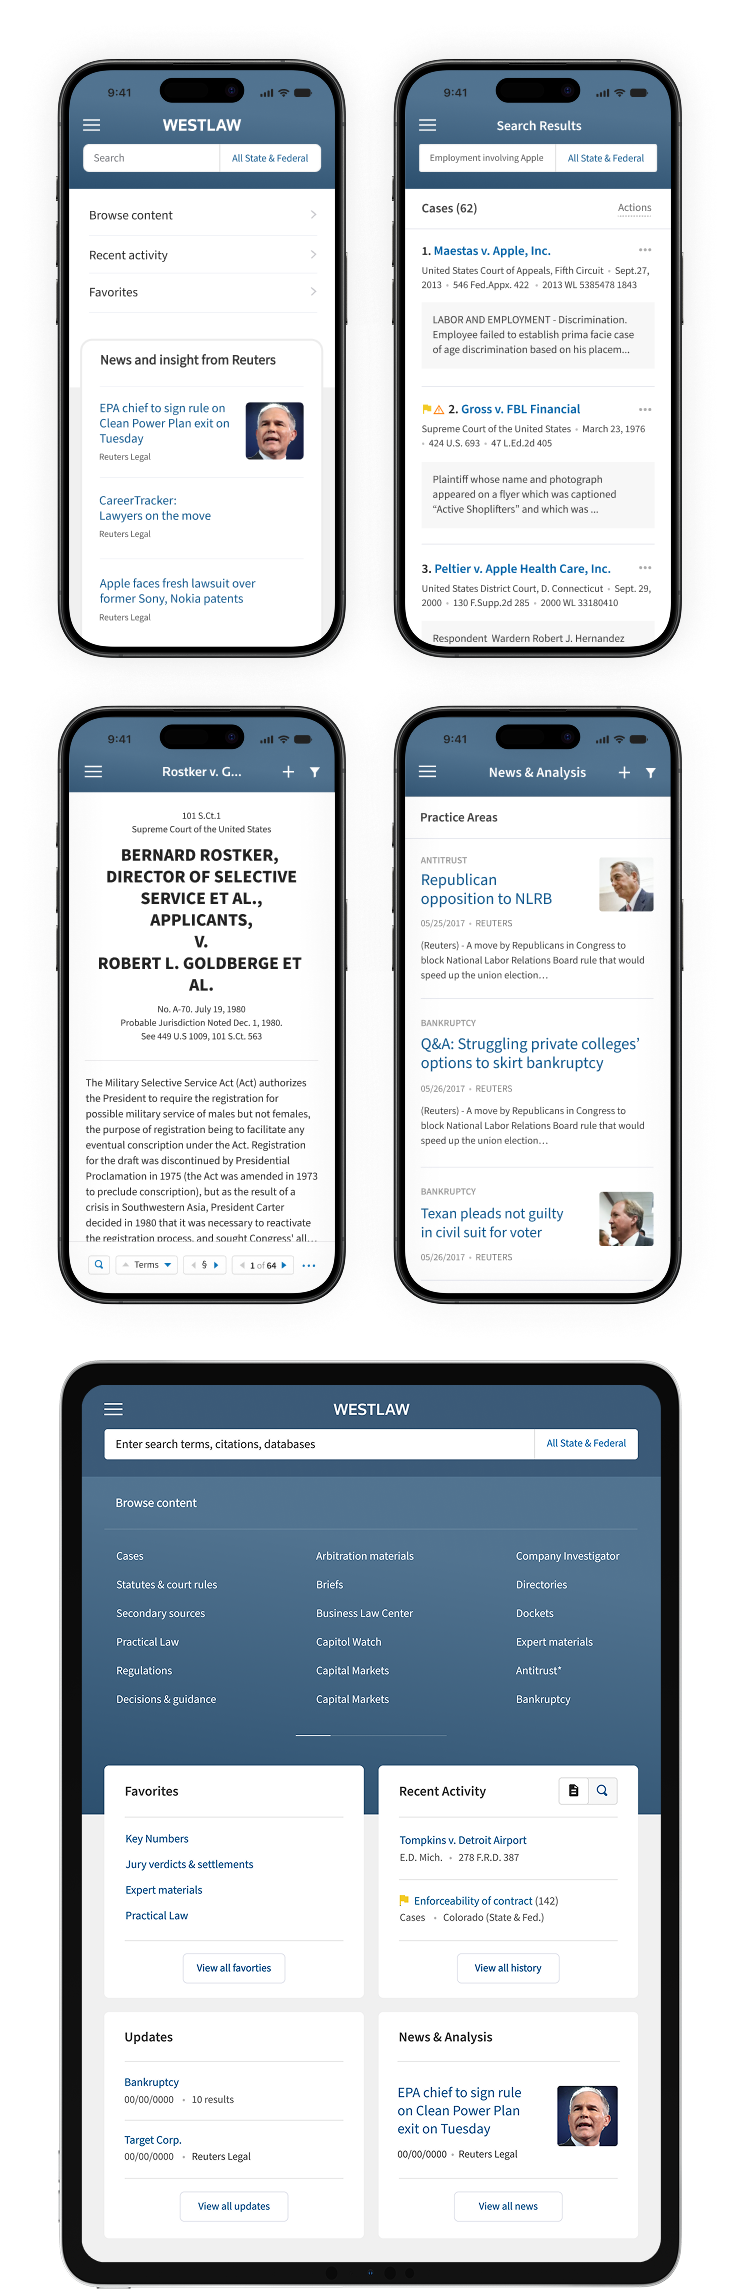 9:41
WESTLAW
Search
All State & Federal
Browse content
Recent activity
Favorites
News and insight from Reuters
EPA chief to sign rule on
Clean Power Plan exit on
Tuesday
Reuters Legal
CareerTracker:
Lawyers on the move
Reuters Legal
Apple faces fresh lawsuit over
former Sony, Nokia patents
Reuters Legal
9:41
Search Results
Employment involving Apple
All State & Federal
Cases (62)
Actions
1. Maestas v. Apple, Inc.
United States Court of Appeals, Fifth Circuit • Sept.27,
2013 • 546 Fed.Appx. 422 • 2013 WL 5385478 1843
LABOR AND EMPLOYMENT - Discrimination.
Employee failed to establish prima facie case
of age discrimination based on his placem...
2. Gross v. FBL Financial
Supreme Court of the United States • March 23, 1976
• 424 U.S. 693 • 47 L.Ed.2d 405
Plaintiff whose name and photograph
appeared on a flyer which was captioned
“Active Shoplifters” and which was ...
3. Peltier v. Apple Health Care, Inc.
United States District Court, D. Connecticut • Sept. 29,
2000 • 130 F.Supp.2d 285 • 2000 WL 33180410
Respondent Wardern Robert J. Hernandez
9:41
Rostker v. G...
101 S.Ct.1
Supreme Court of the United States
BERNARD ROSTKER,
DIRECTOR OF SELECTIVE
SERVICE ET AL.,
APPLICANTS,
V.
ROBERT L. GOLDBERGE ET
AL.
No. A-70. July 19, 1980
Probable Jurisdiction Noted Dec. 1, 1980.
See 449 U.S 1009, 101 S.Ct. 563
The Military Selective Service Act (Act) authorizes
the President to require the registration for
possible military service of males but not females,
the purpose of registration being to facilitate any
eventual conscription under the Act. Registration
for the draft was discontinued by Presidential
Proclamation in 1975 (the Act was amended in 1973
to preclude conscription), but as the result of a
crisis in Southwestern Asia, President Carter
decided in 1980 that it was necessary to reactivate
the registration process, and sought Congress' all...
Terms
§
1 of 64
9:41
News & Analysis
Practice Areas
ANTITRUST
Republican
opposition to NLRB
05/25/2017 • REUTERS
(Reuters) - A move by Republicans in Congress to
block National Labor Relations Board rule that would
speed up the union election...
BANKRUPTCY
Q&A: Struggling private colleges’
options to skirt bankruptcy
05/26/2017 • REUTERS
(Reuters) - A move by Republicans in Congress to
block National Labor Relations Board rule that would
speed up the union election...
BANKRUPTCY
Texan pleads not guilty
in civil suit for voter
05/26/2017 • REUTERS
WESTLAW
Enter search terms, citations, databases
All State & Federal
Browse content
Cases
Statutes & court rules
Secondary sources
Practical Law
Regulations
Decisions & guidance
Arbitration materials
Briefs
Business Law Center
Capitol Watch
Capital Markets
Capital Markets
Company Investigator
Directories
Dockets
Expert materials
Antitrust*
Bankruptcy
Favorites
Key Numbers
Jury verdicts & settlements
Expert materials
Practical Law
View all favorties
Recent Activity
Tompkins v. Detroit Airport
E.D. Mich. • 278 F.R.D. 387
Enforceability of contract (142)
Cases • Colorado (State & Fed.)
View all history
Updates
Bankruptcy
00/00/0000 • 10 results
Target Corp.
00/00/0000 • Reuters Legal
View all updates
News & Analysis
EPA chief to sign rule
on Clean Power Plan
exit on Tuesday
00/00/0000 • Reuters Legal
View all news